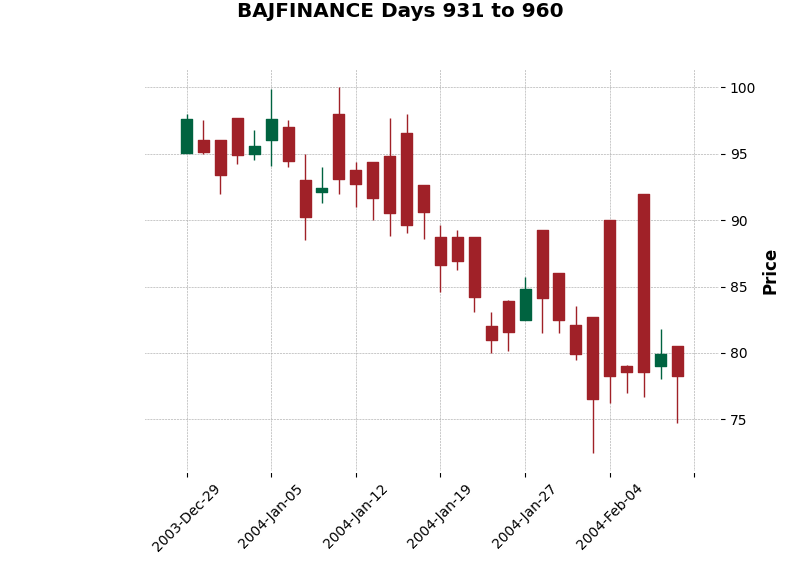 BAJFINANCE Days 931 to 960
100
95
90
85
80
75
Price
2003-Dec-29
2004-Jan-05
2004-Jan-12
2004-Jan-19
2004-Jan-27
2004-Feb-04